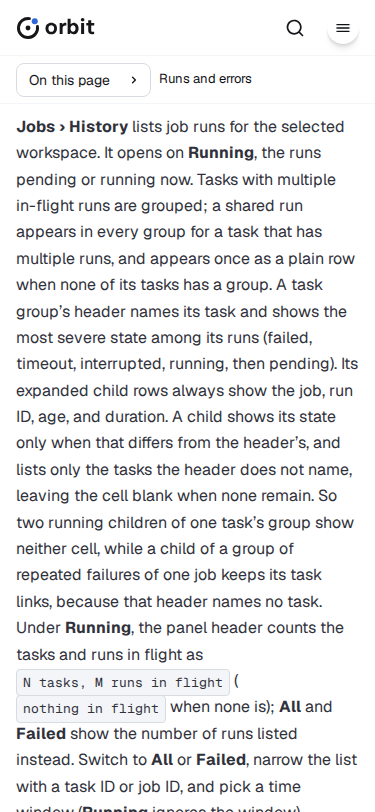 orbit
On this page
Runs and errors
Jobs › History lists job runs for the selected
workspace. It opens on Running, the runs
pending or running now. Tasks with multiple
in-flight runs are grouped; a shared run
appears in every group for a task that has
multiple runs, and appears once as a plain row
when none of its tasks has a group. A task
group’s header names its task and shows the
most severe state among its runs (failed,
timeout, interrupted, running, then pending). Its
expanded child rows always show the job, run
ID, age, and duration. A child shows its state
only when that differs from the header’s, and
lists only the tasks the header does not name,
leaving the cell blank when none remain. So
two running children of one task’s group show
neither cell, while a child of a group of
repeated failures of one job keeps its task
links, because that header names no task.
Under Running, the panel header counts the
tasks and runs in flight as
N tasks, M runs in flight (
nothing in flight when none is); All and
Failed show the number of runs listed
instead. Switch to All or Failed, narrow the list
with a task ID or job ID, and pick a time
window (Running ignores the window).